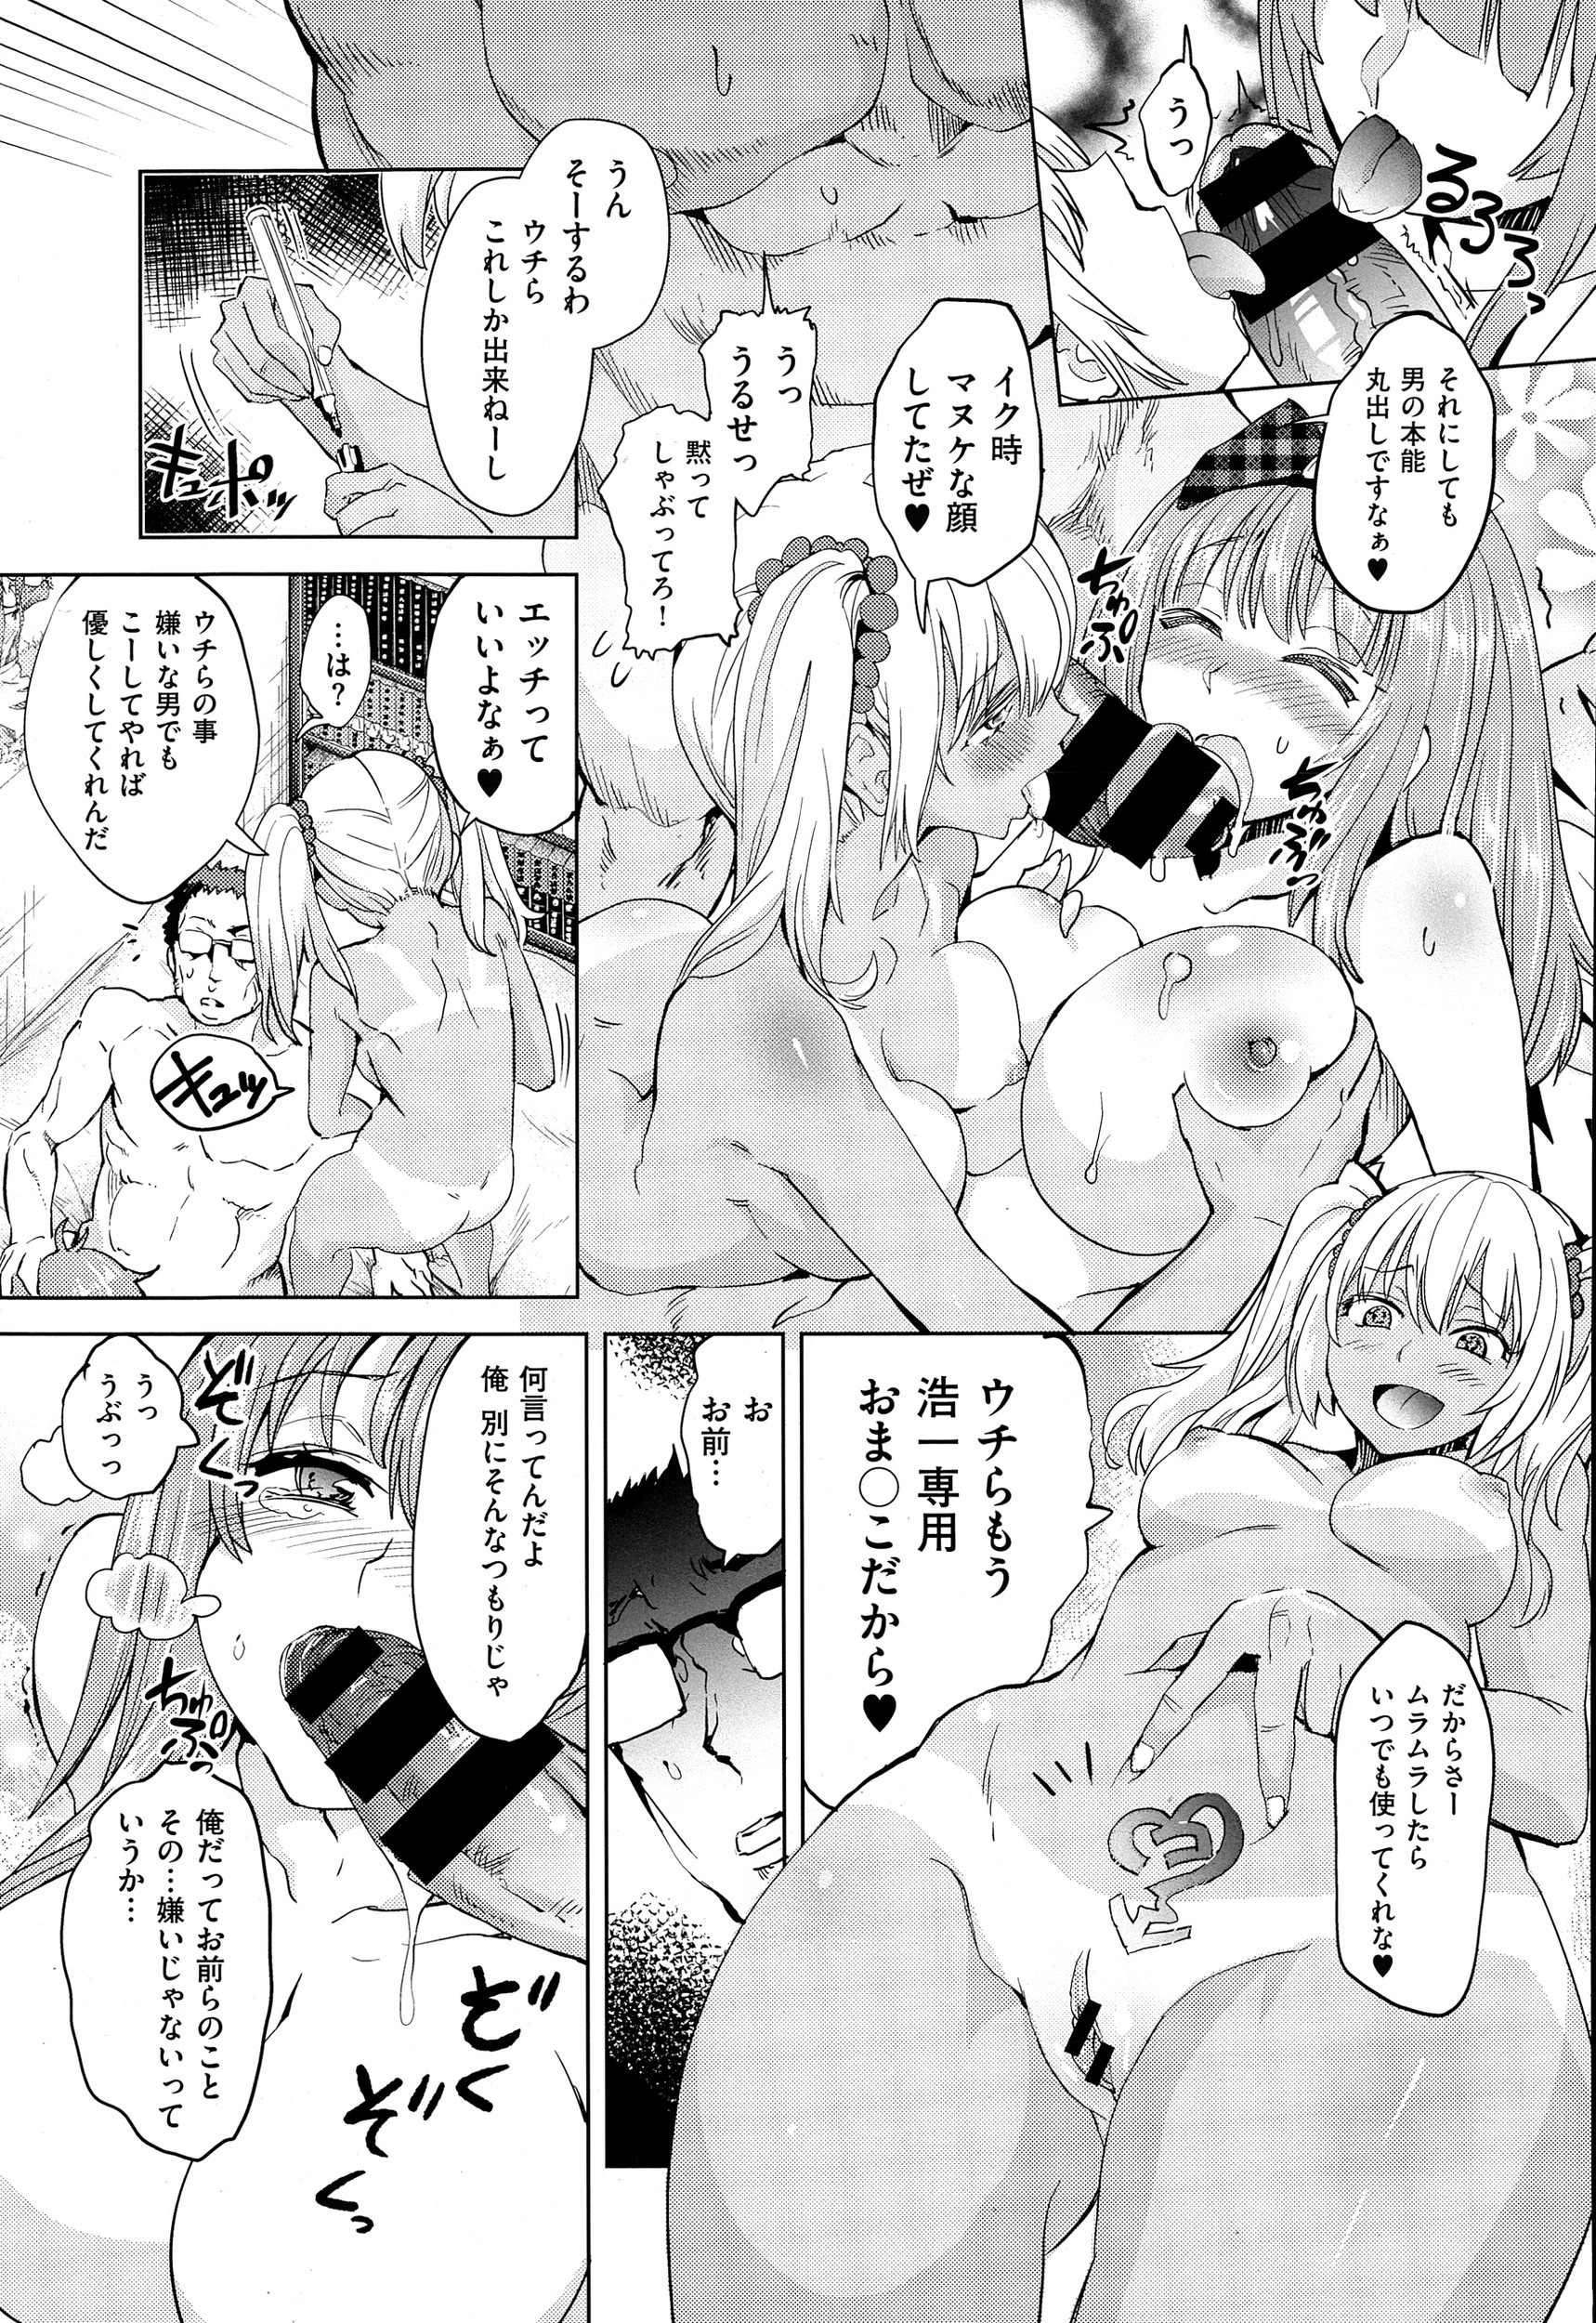 うっ
るろろろっ
それにしても
男の本能
丸出しですなぁ♥
イク時
マヌケな顔
してたぜ♥
ちゅぷ
ちゅぶっ
うっ
うるせっ
黙って
しゃぶってろ!
うん
そーするわ
ウチら
これしか出来ねーし
キュポッ
エッチって
いいよなぁ♥
…は?
ウチらの事
嫌いな男でも
こーしてやれば
優しくしてくれんだ
キュッ
ウチらもう
浩一専用
おま○こだから♥
だからさー
ムラムラしたら
いつでも使ってくれな♥
お
お前…
何言ってんだよ
俺 別にそんなつもりじゃ
ぞくっ
うっ
うぶっっ
ちゅぷっ
俺だってお前らのこと
その…嫌いじゃないって
いうか…
ぞくぞくっ